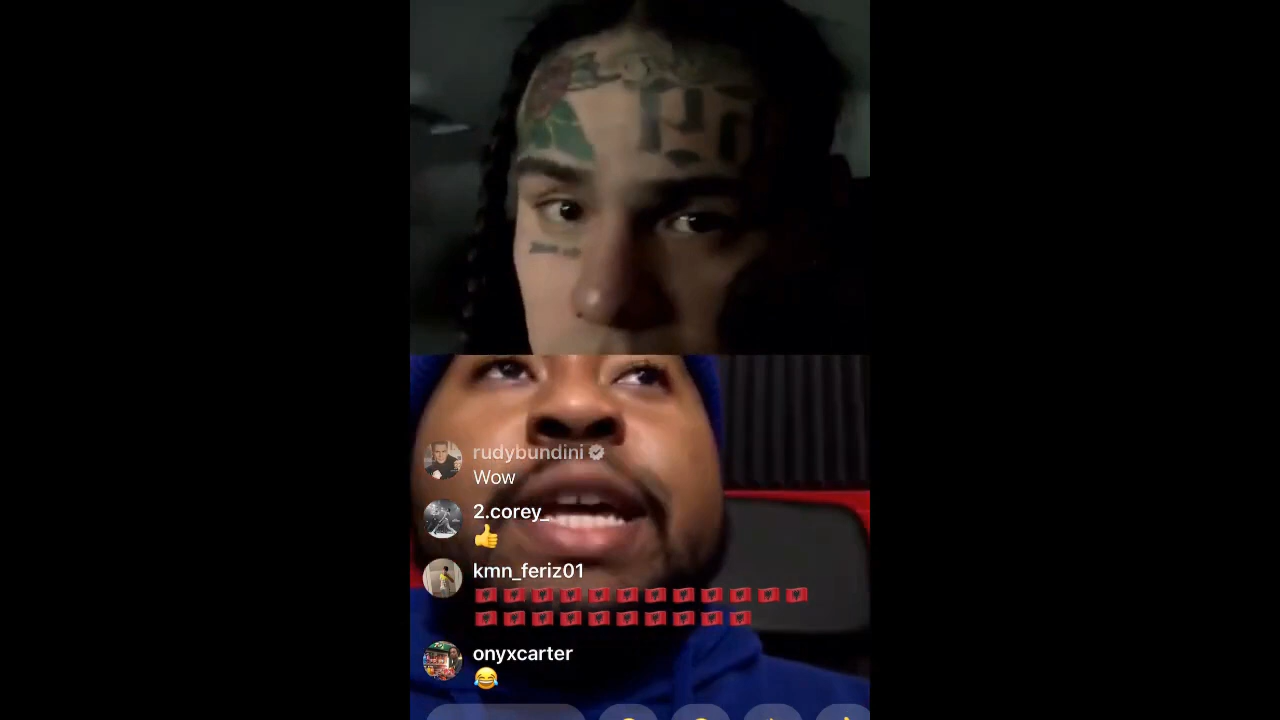 rudybundini
Wow
2.corey_
👍
kmn_feriz01
🇦🇱🇦🇱🇦🇱🇦🇱🇦🇱🇦🇱🇦🇱🇦🇱🇦🇱🇦🇱🇦🇱🇦🇱
🇦🇱🇦🇱🇦🇱🇦🇱🇦🇱🇦🇱🇦🇱🇦🇱🇦🇱🇦🇱
onyxcarter
😂